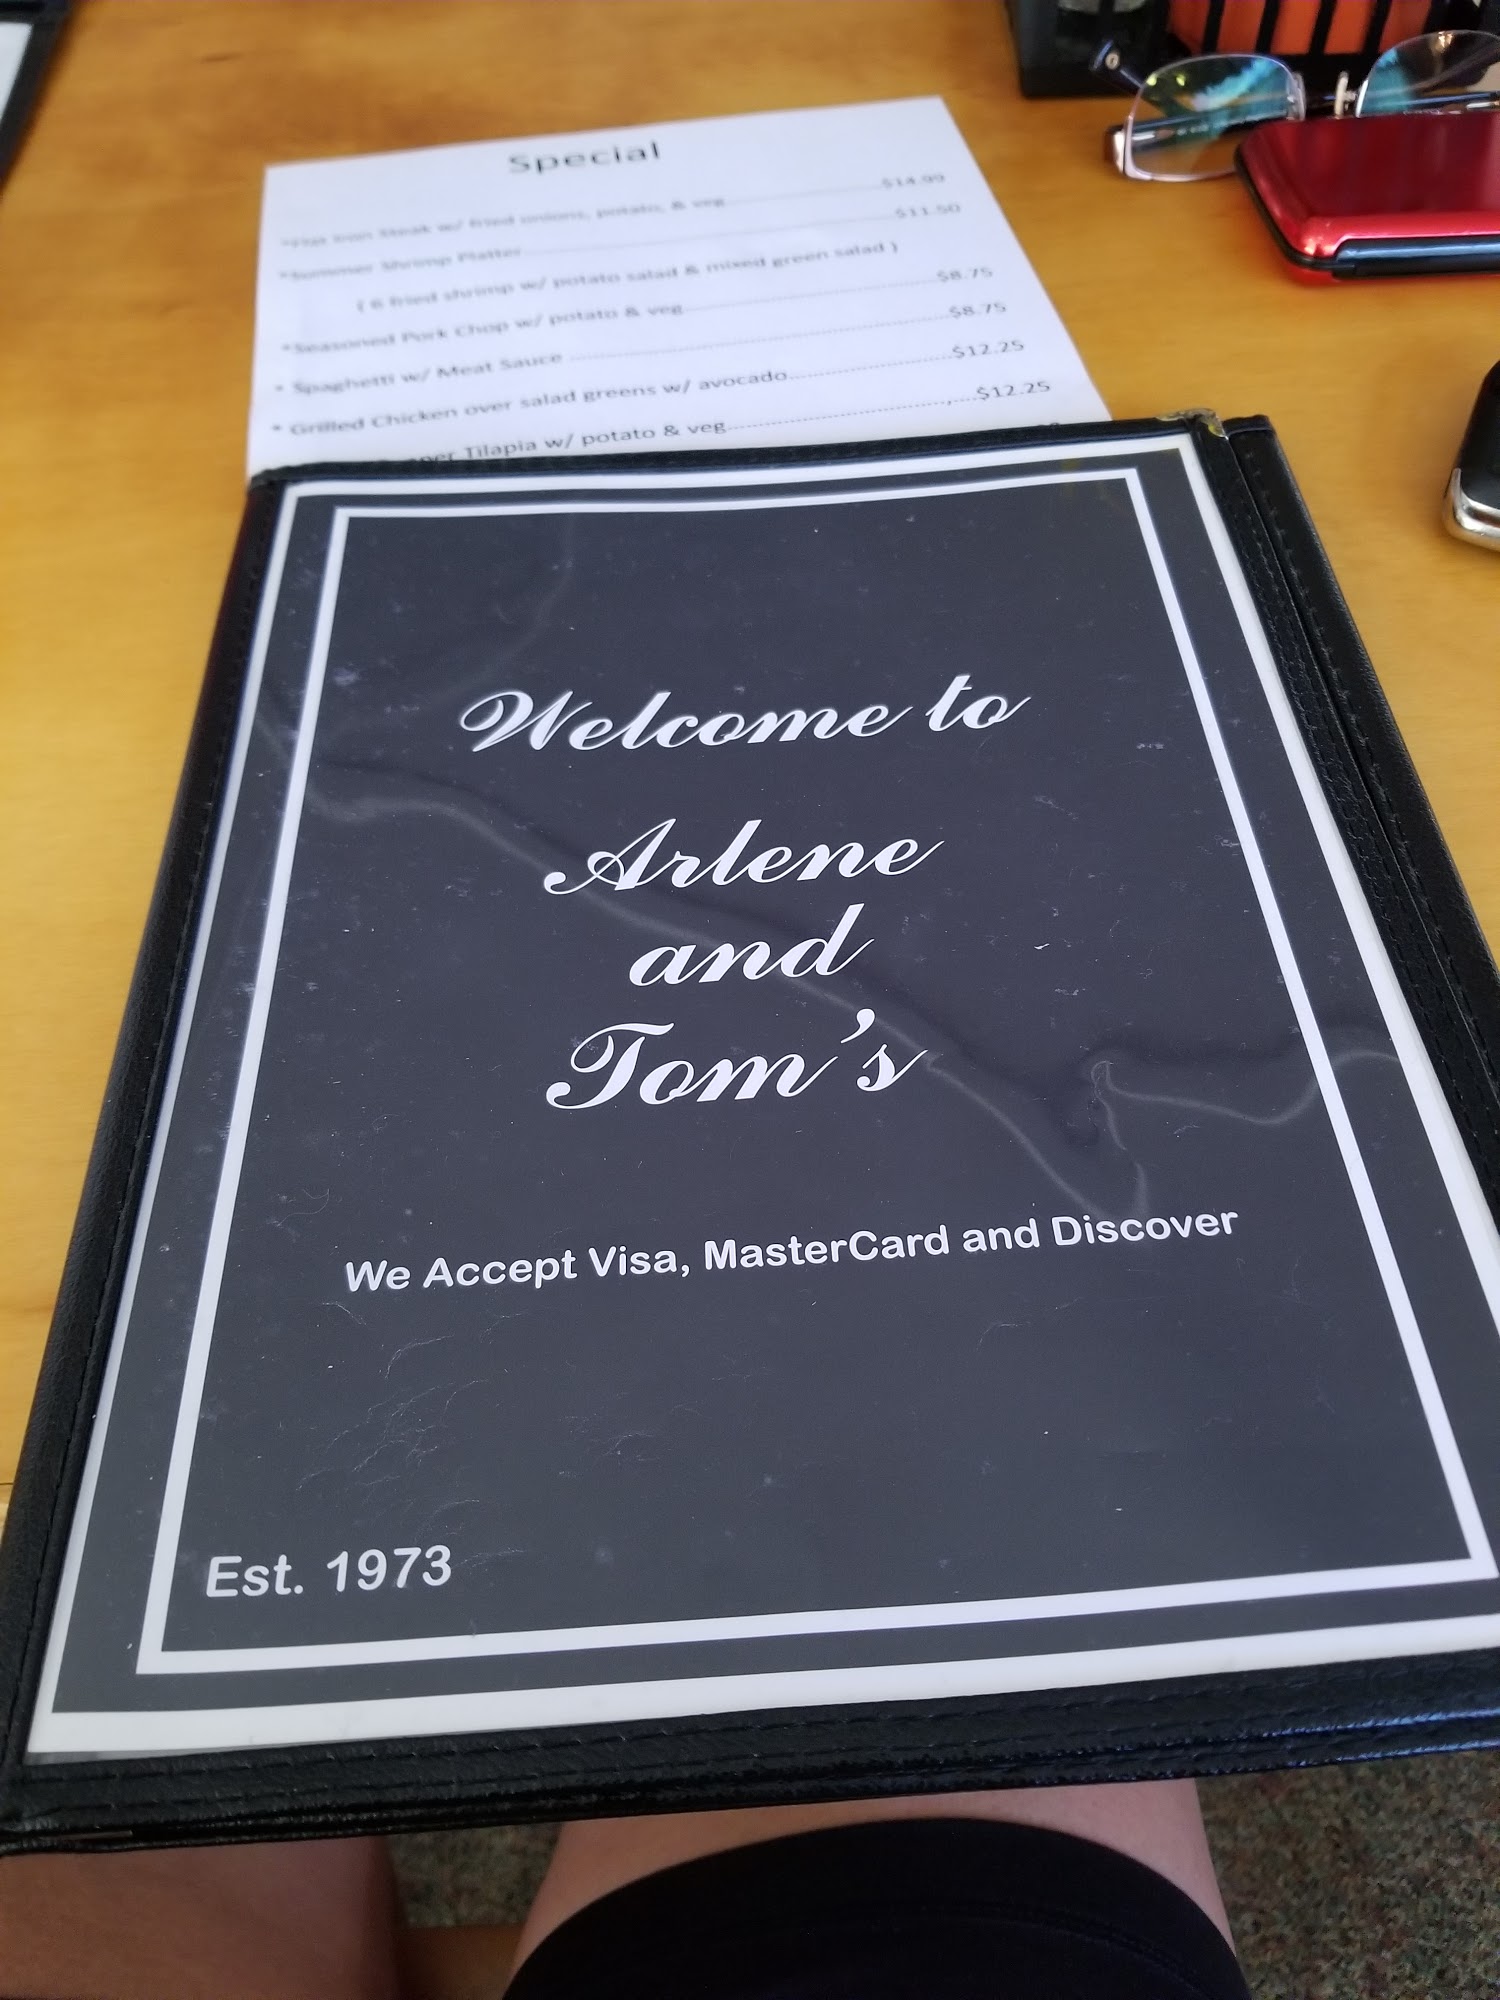 Special
*Flat Iron Steak w/ fried onions, potato, & veg....................$14.99
*Summer Shrimp Platter....................$11.50
( 6 fried shrimp w/ potato salad & mixed green salad )
*Seasoned Pork Chop w/ potato & veg....................$8.75
* Spaghetti w/ Meat Sauce ....................$8.75
* Grilled Chicken over salad greens w/ avocado....................$12.25
Tilapia w/ potato & veg....................$12.25
Welcome to
Arlene
and
Tom's
We Accept Visa, MasterCard and Discover
Est. 1973